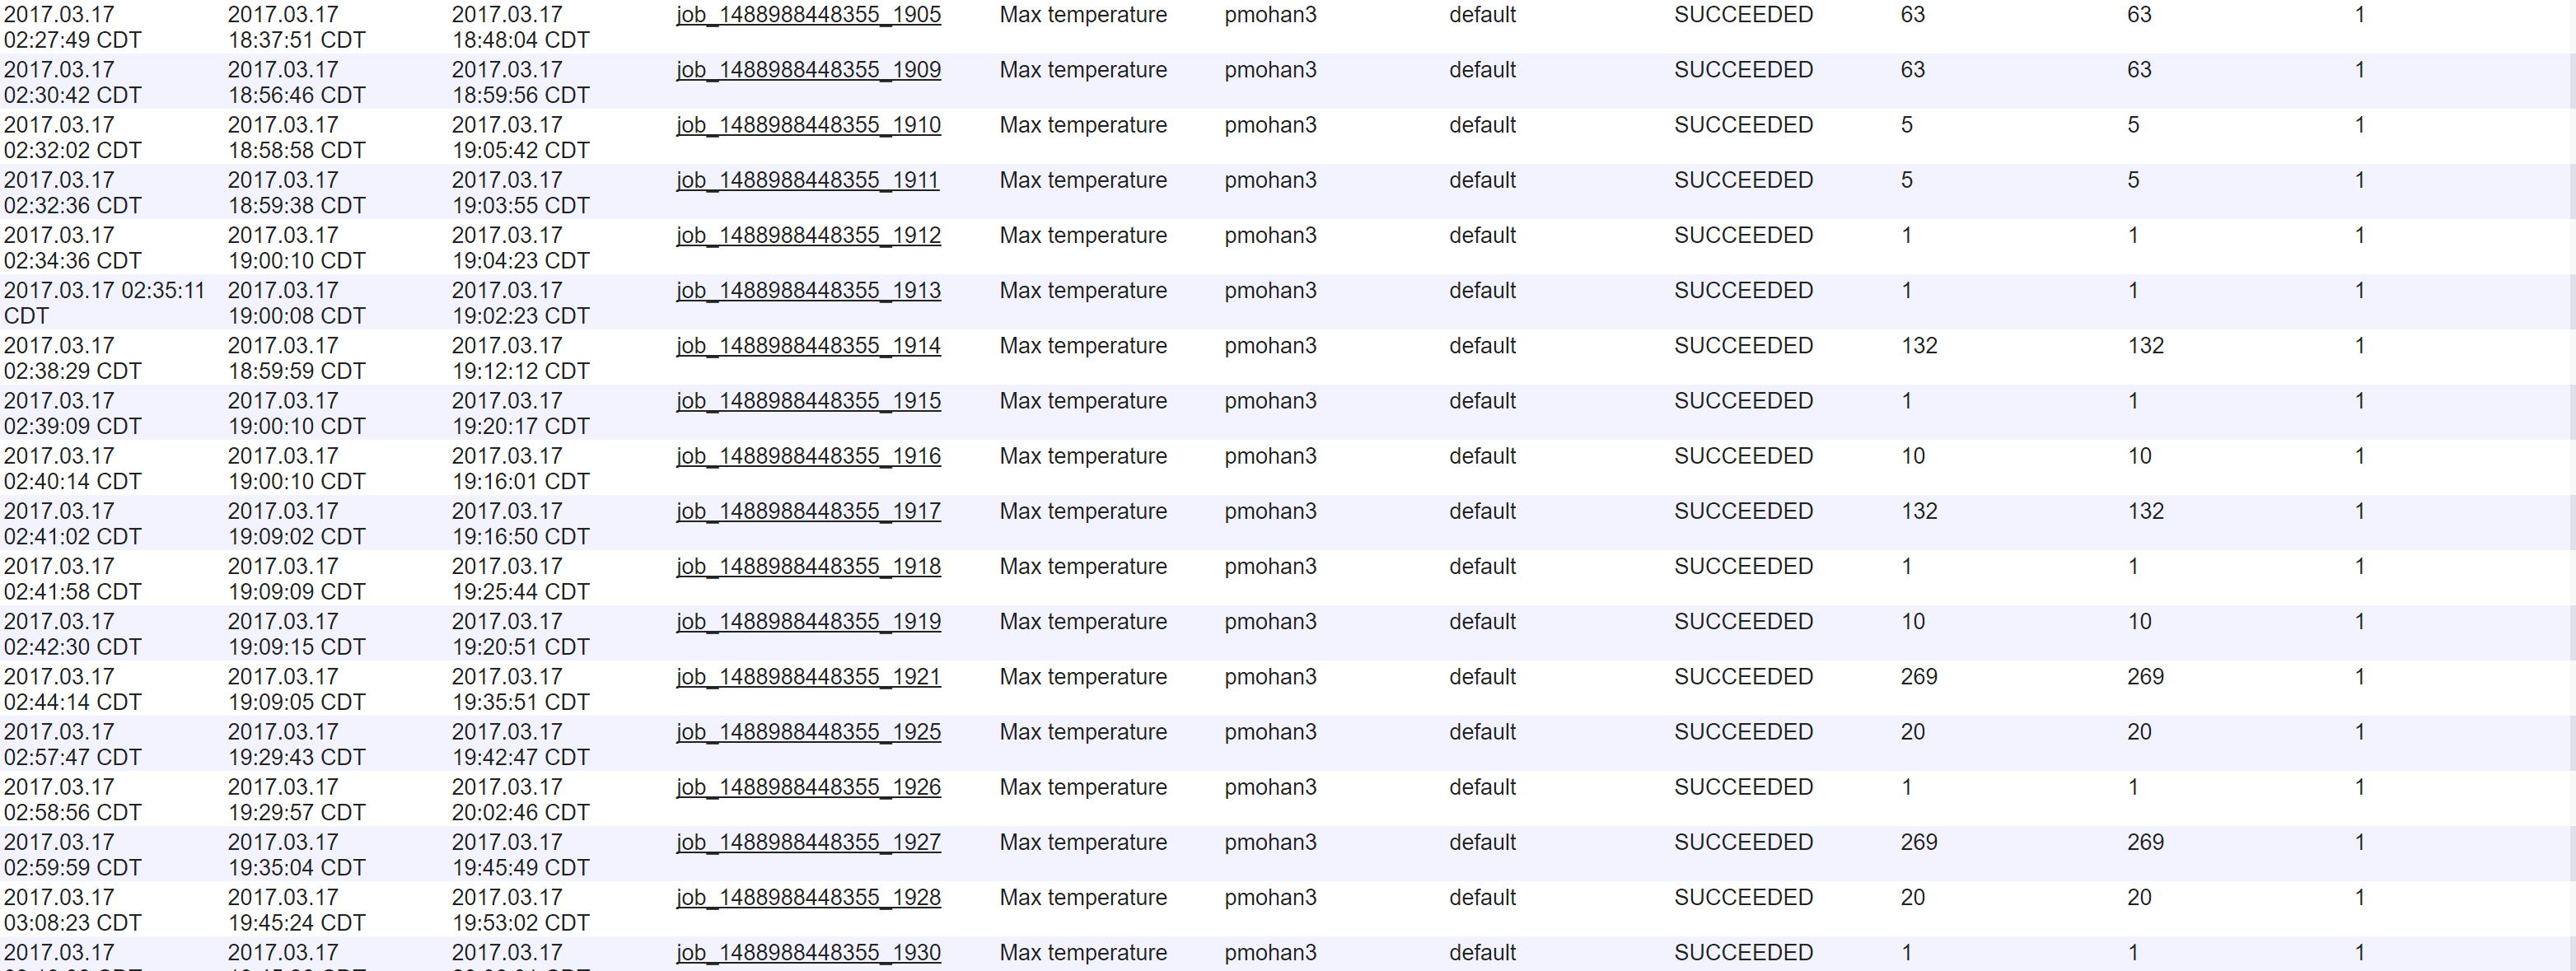 2017.03.17 2017.03.17 2017.03.17 job_1488988448355_1905 Max temperature pmohan3 default SUCCEEDED 63 63 1
02:27:49 CDT 18:37:51 CDT 18:48:04 CDT
2017.03.17 2017.03.17 2017.03.17 job_1488988448355_1909 Max temperature pmohan3 default SUCCEEDED 63 63 1
02:30:42 CDT 18:56:46 CDT 18:59:56 CDT
2017.03.17 2017.03.17 2017.03.17 job_1488988448355_1910 Max temperature pmohan3 default SUCCEEDED 5 5 1
02:32:02 CDT 18:58:58 CDT 19:05:42 CDT
2017.03.17 2017.03.17 2017.03.17 job_1488988448355_1911 Max temperature pmohan3 default SUCCEEDED 5 5 1
02:32:36 CDT 18:59:38 CDT 19:03:55 CDT
2017.03.17 2017.03.17 2017.03.17 job_1488988448355_1912 Max temperature pmohan3 default SUCCEEDED 1 1 1
02:34:36 CDT 19:00:10 CDT 19:04:23 CDT
2017.03.17 02:35:11 2017.03.17 2017.03.17 job_1488988448355_1913 Max temperature pmohan3 default SUCCEEDED 1 1 1
CDT 19:00:08 CDT 19:02:23 CDT
2017.03.17 2017.03.17 2017.03.17 job_1488988448355_1914 Max temperature pmohan3 default SUCCEEDED 132 132 1
02:38:29 CDT 18:59:59 CDT 19:12:12 CDT
2017.03.17 2017.03.17 2017.03.17 job_1488988448355_1915 Max temperature pmohan3 default SUCCEEDED 1 1 1
02:39:09 CDT 19:00:10 CDT 19:20:17 CDT
2017.03.17 2017.03.17 2017.03.17 job_1488988448355_1916 Max temperature pmohan3 default SUCCEEDED 10 10 1
02:40:14 CDT 19:00:10 CDT 19:16:01 CDT
2017.03.17 2017.03.17 2017.03.17 job_1488988448355_1917 Max temperature pmohan3 default SUCCEEDED 132 132 1
02:41:02 CDT 19:09:02 CDT 19:16:50 CDT
2017.03.17 2017.03.17 2017.03.17 job_1488988448355_1918 Max temperature pmohan3 default SUCCEEDED 1 1 1
02:41:58 CDT 19:09:09 CDT 19:25:44 CDT
2017.03.17 2017.03.17 2017.03.17 job_1488988448355_1919 Max temperature pmohan3 default SUCCEEDED 10 10 1
02:42:30 CDT 19:09:15 CDT 19:20:51 CDT
2017.03.17 2017.03.17 2017.03.17 job_1488988448355_1921 Max temperature pmohan3 default SUCCEEDED 269 269 1
02:44:14 CDT 19:09:05 CDT 19:35:51 CDT
2017.03.17 2017.03.17 2017.03.17 job_1488988448355_1925 Max temperature pmohan3 default SUCCEEDED 20 20 1
02:57:47 CDT 19:29:43 CDT 19:42:47 CDT
2017.03.17 2017.03.17 2017.03.17 job_1488988448355_1926 Max temperature pmohan3 default SUCCEEDED 1 1 1
02:58:56 CDT 19:29:57 CDT 20:02:46 CDT
2017.03.17 2017.03.17 2017.03.17 job_1488988448355_1927 Max temperature pmohan3 default SUCCEEDED 269 269 1
02:59:59 CDT 19:35:04 CDT 19:45:49 CDT
2017.03.17 2017.03.17 2017.03.17 job_1488988448355_1928 Max temperature pmohan3 default SUCCEEDED 20 20 1
03:08:23 CDT 19:45:24 CDT 19:53:02 CDT
2017.03.17 2017.03.17 2017.03.17 job_1488988448355_1930 Max temperature pmohan3 default SUCCEEDED 1 1 1